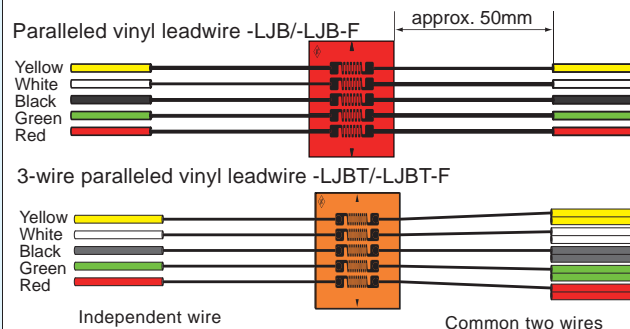 Paralleled vinyl leadwire -LJB/-LJB-F
approx. 50mm
Yellow
White
Black
Green
Red
3-wire paralleled vinyl leadwire -LJBT/-LJBT-F
Yellow
White
Black
Green
Red
Independent wire
Common two wires